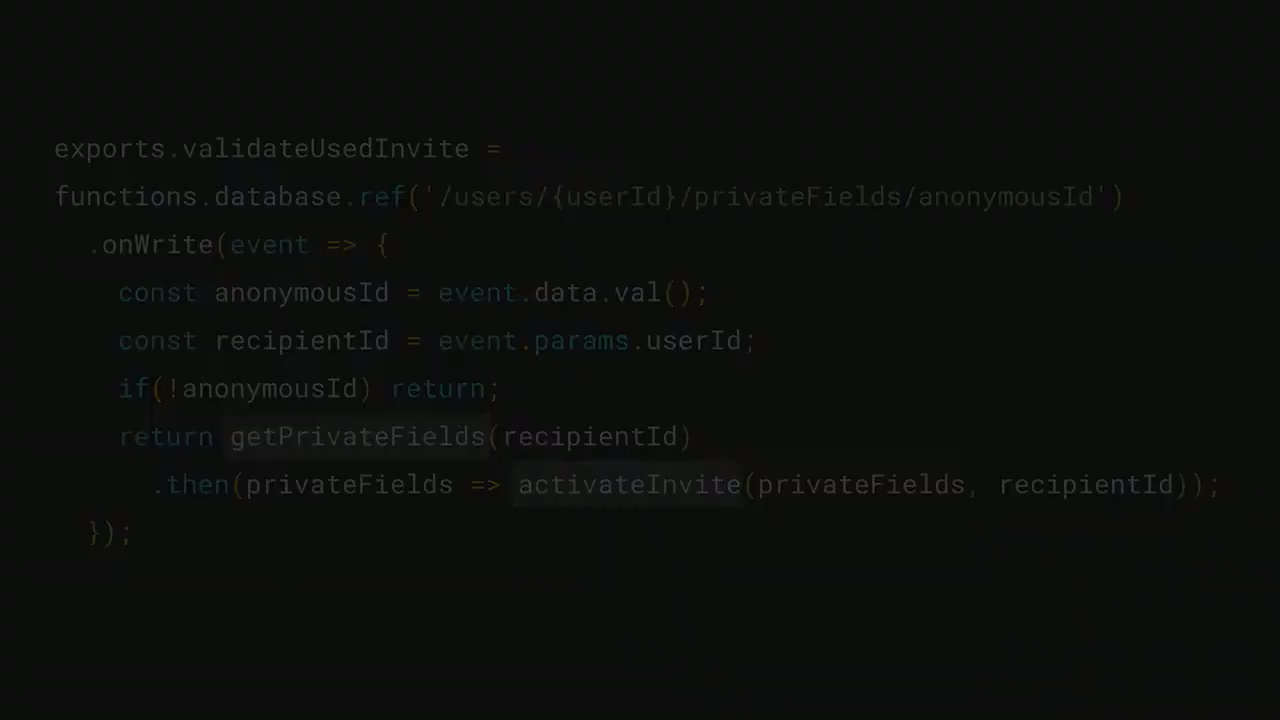 exports.validateUsedInvite =
functions.database.ref('/users/{userId}/privateFields/anonymousId')
.onWrite(event => {
const anonymousId = event.data.val();
const recipientId = event.params.userId;
if(!anonymousId) return;
return getPrivateFields(recipientId)
.then(privateFields => activateInvite(privateFields, recipientId));
});